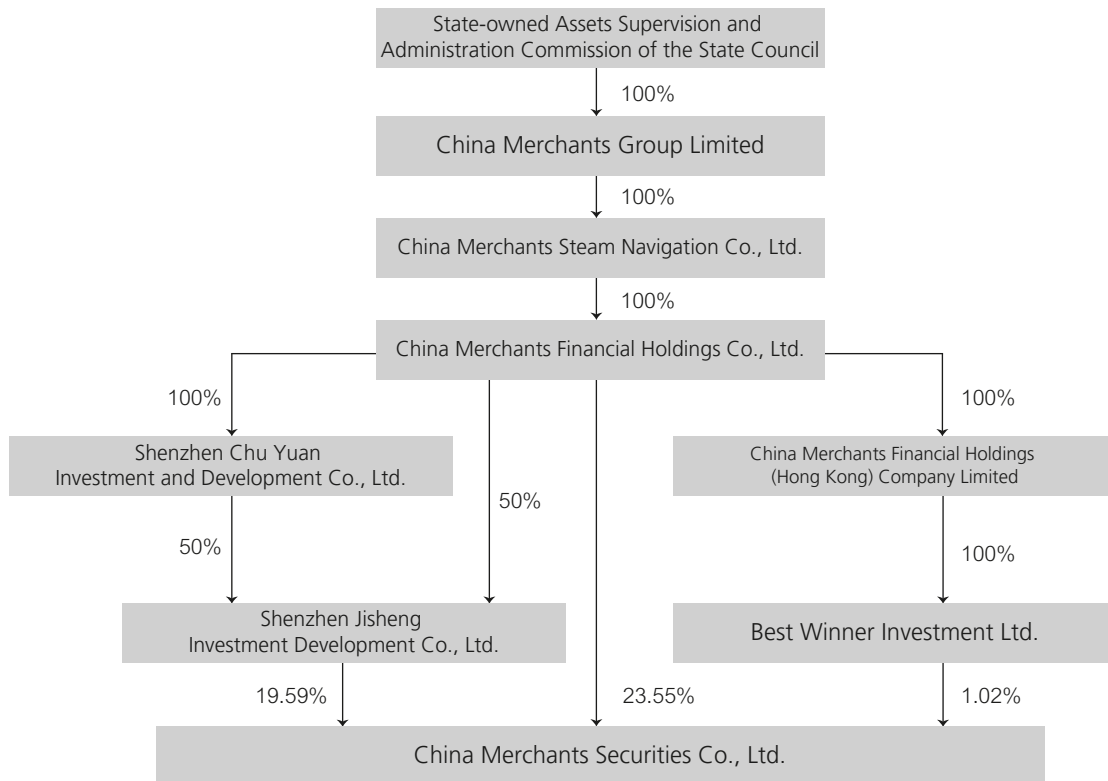 State-owned Assets Supervision and
Administration Commission of the State Council
100%
China Merchants Group Limited
100%
China Merchants Steam Navigation Co., Ltd.
100%
China Merchants Financial Holdings Co., Ltd.
100%
100%
Shenzhen Chu Yuan
Investment and Development Co., Ltd.
China Merchants Financial Holdings
(Hong Kong) Company Limited
50%
50%
100%
Shenzhen Jisheng
Investment Development Co., Ltd.
Best Winner Investment Ltd.
19.59%
23.55%
1.02%
China Merchants Securities Co., Ltd.